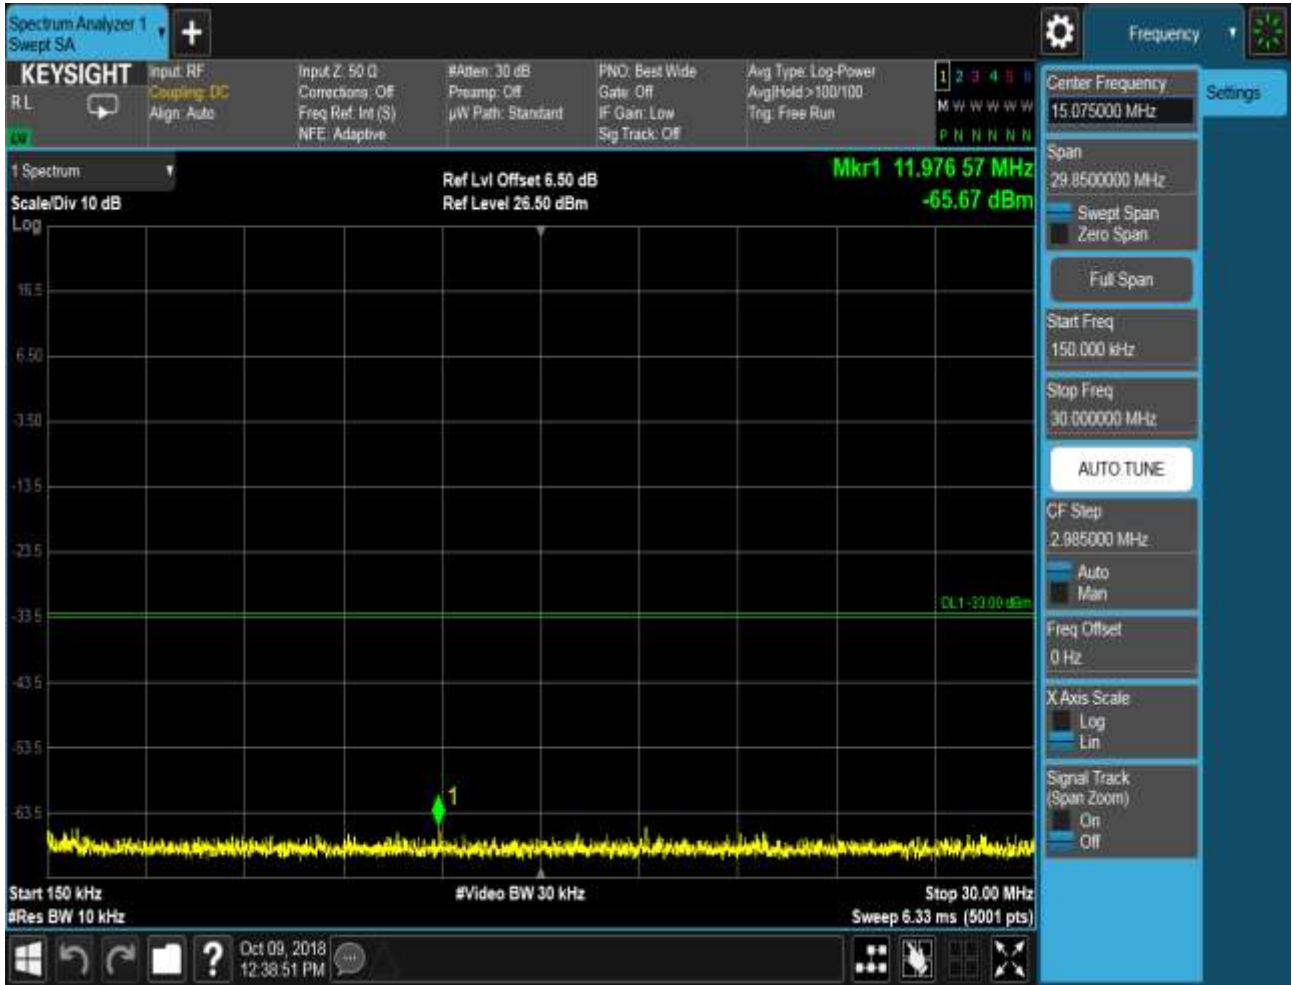 Spectrum Analyzer 1
Swept SA
+
Frequency
KEYSIGHT
R L
Input: RF
Coupling: DC
Align: Auto
Input Z: 50 Ω
Corrections: Off
Freq Ref: Int (S)
NFE: Adaptive
#Atten: 30 dB
Preamp: Off
µW Path: Standard
PNO: Best Wide
Gate: Off
IF Gain: Low
Sig Track: Off
Avg Type: Log-Power
Avg|Hold:>100/100
Trig: Free Run
1 2 3 4 5 6
M W W W W W
P N N N N N
1 Spectrum
Scale/Div 10 dB
Log
Ref Lvl Offset 6.50 dB
Ref Level 26.50 dBm
Mkr1 11.976 57 MHz
-65.67 dBm
16.5
6.50
-3.50
-13.5
-23.5
-33.5
-43.5
-53.5
-63.5
DL1 -33.00 dBm
1
Start 150 kHz
#Res BW 10 kHz
#Video BW 30 kHz
Stop 30.00 MHz
Sweep 6.33 ms (5001 pts)
?
Oct 09, 2018
12:38:51 PM
Center Frequency
15.075000 MHz
Settings
Span
29.8500000 MHz
Swept Span
Zero Span
Full Span
Start Freq
150.000 kHz
Stop Freq
30.000000 MHz
AUTO TUNE
CF Step
2.985000 MHz
Auto
Man
Freq Offset
0 Hz
X Axis Scale
Log
Lin
Signal Track
(Span Zoom)
On
Off